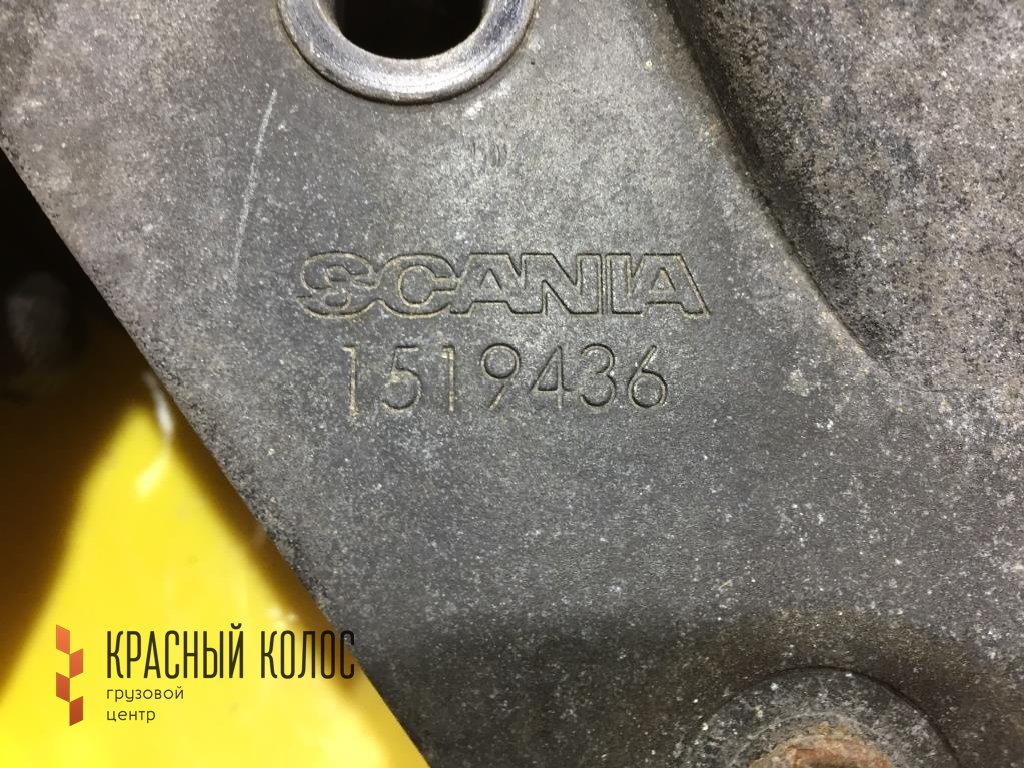 SCANIA
1519436
КРАСНЫЙ КОЛОС
грузовой
центр